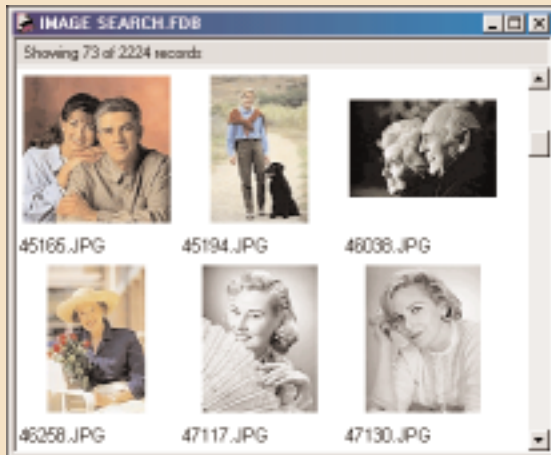 IMAGE SEARCH.FDB
Showing 73 of 2224 records
45165.JPG 45194.JPG 46038.JPG
46258.JPG 47117.JPG 47130.JPG